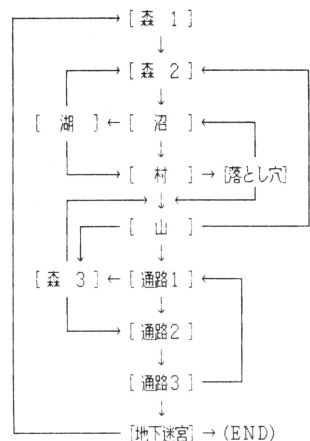 [森 1]
[森 2]
[湖] ← [沼]
[村] → [落とし穴]
[山]
[森 3] ← [通路1]
[通路2]
[通路3]
[地下迷宮] → (END)